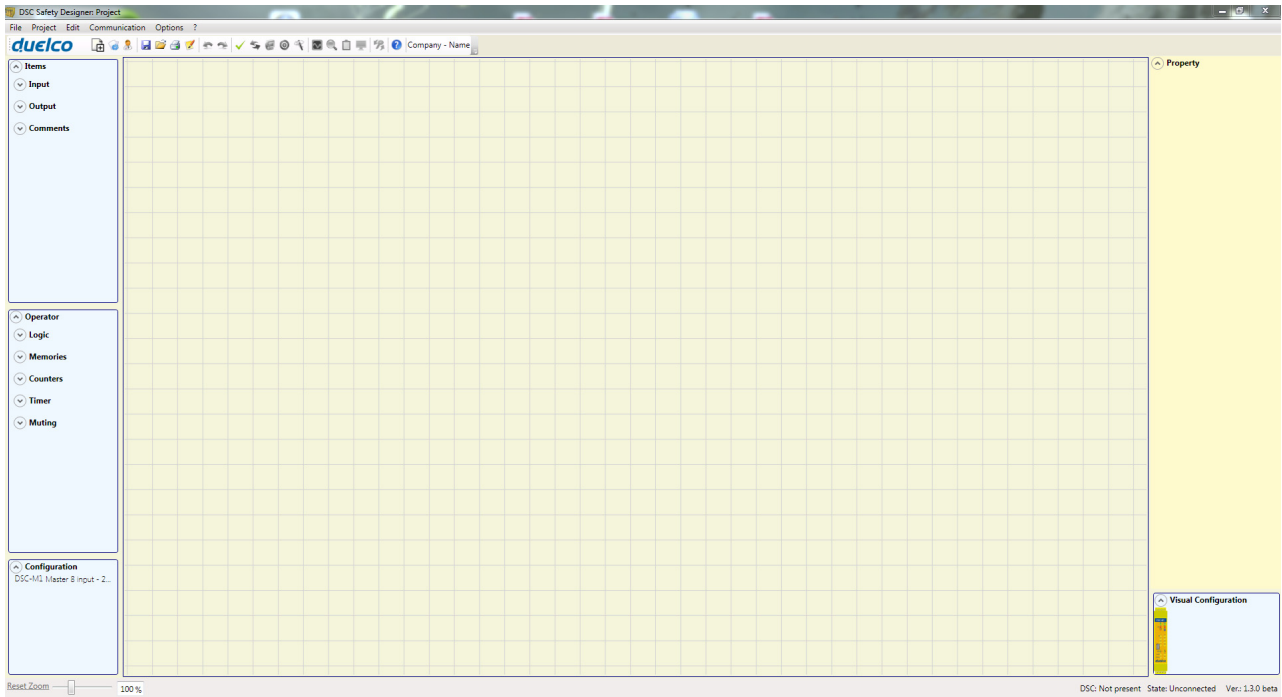 DSC Safety Designer: Project
File Project Edit Communication Options ?
duelco Company - Name
Items
Input
Output
Comments
Operator
Logic
Memories
Counters
Timer
Muting
Configuration
DSC-M1 Master 8 input - 2...
Property
Visual Configuration
Reset Zoom 100 %
DSC: Not present State: Unconnected Ver.: 1.3.0 beta